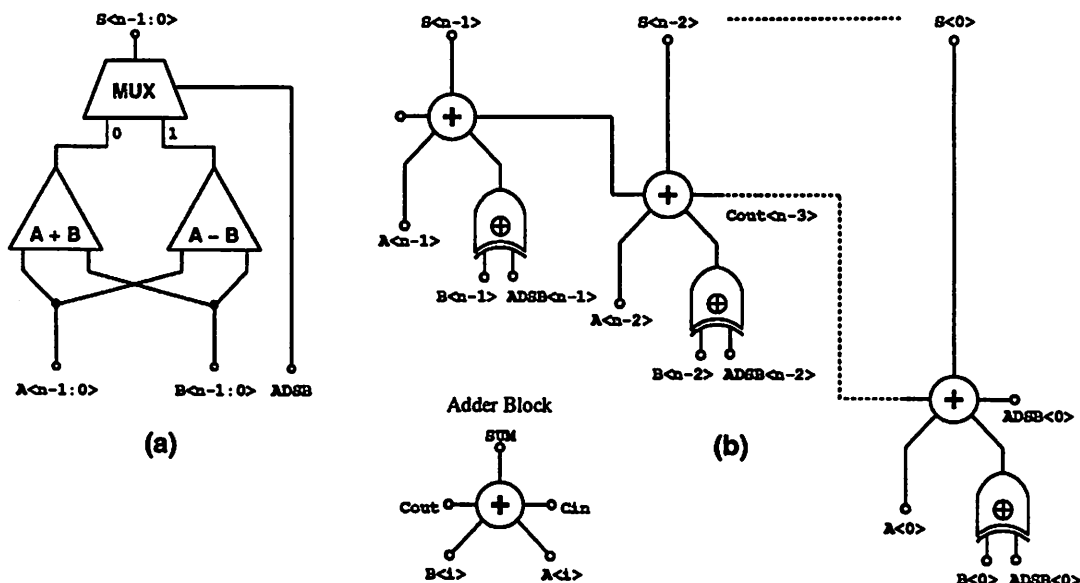 S<n-1:0>
MUX
0 1
A + B
A - B
A<n-1:0>
B<n-1:0>
ADSB
(a)
S<n-1>
S<n-2>
S<0>
+
A<n-1>
B<n-1>
ADSB<n-1>
+
Cout<n-3>
A<n-2>
B<n-2>
ADSB<n-2>
+
ADSB<0>
A<0>
B<0>
ADSB<0>
(b)
Adder Block
SUM
Cout
+
Cin
B<i>
A<i>